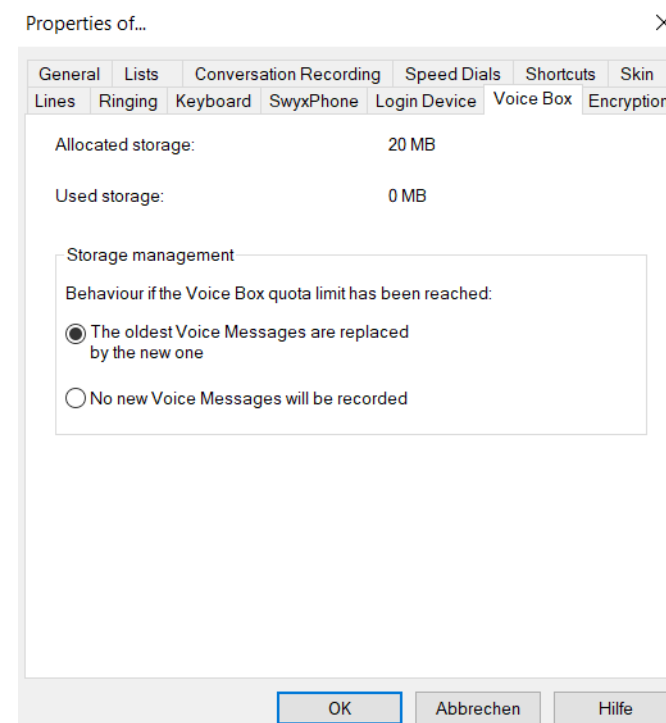 Properties of...
General Lists Conversation Recording Speed Dials Shortcuts Skin
Lines Ringing Keyboard SwyxPhone Login Device Voice Box Encryption
Allocated storage: 20 MB
Used storage: 0 MB
Storage management
Behaviour if the Voice Box quota limit has been reached:
The oldest Voice Messages are replaced
by the new one
No new Voice Messages will be recorded
OK Abbrechen Hilfe